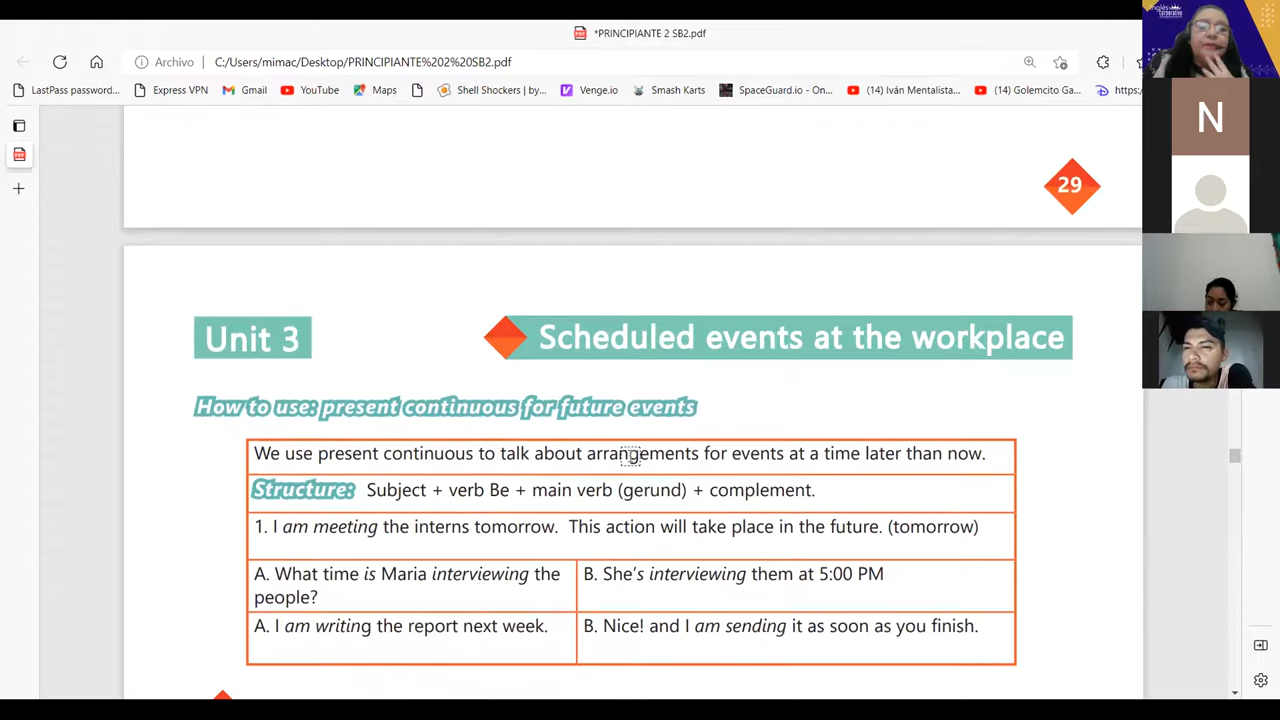 *PRINCIPIANTE 2 SB2.pdf
Archivo C:/Users/mimac/Desktop/PRINCIPIANTE%202%20SB2.pdf
LastPass password... Express VPN Gmail YouTube Maps Shell Shockers | by... Venge.io Smash Karts SpaceGuard.io - On... (14) Iván Mentalista... (14) Golemcito Ga... https:
Inglés
Corporativo
N
29
Unit 3
Scheduled events at the workplace
How to use: present continuous for future events
We use present continuous to talk about arrangements for events at a time later than now.
Structure: Subject + verb Be + main verb (gerund) + complement.
1. I am meeting the interns tomorrow. This action will take place in the future. (tomorrow)
A. What time is Maria interviewing the
people?
B. She's interviewing them at 5:00 PM
A. I am writing the report next week.
B. Nice! and I am sending it as soon as you finish.